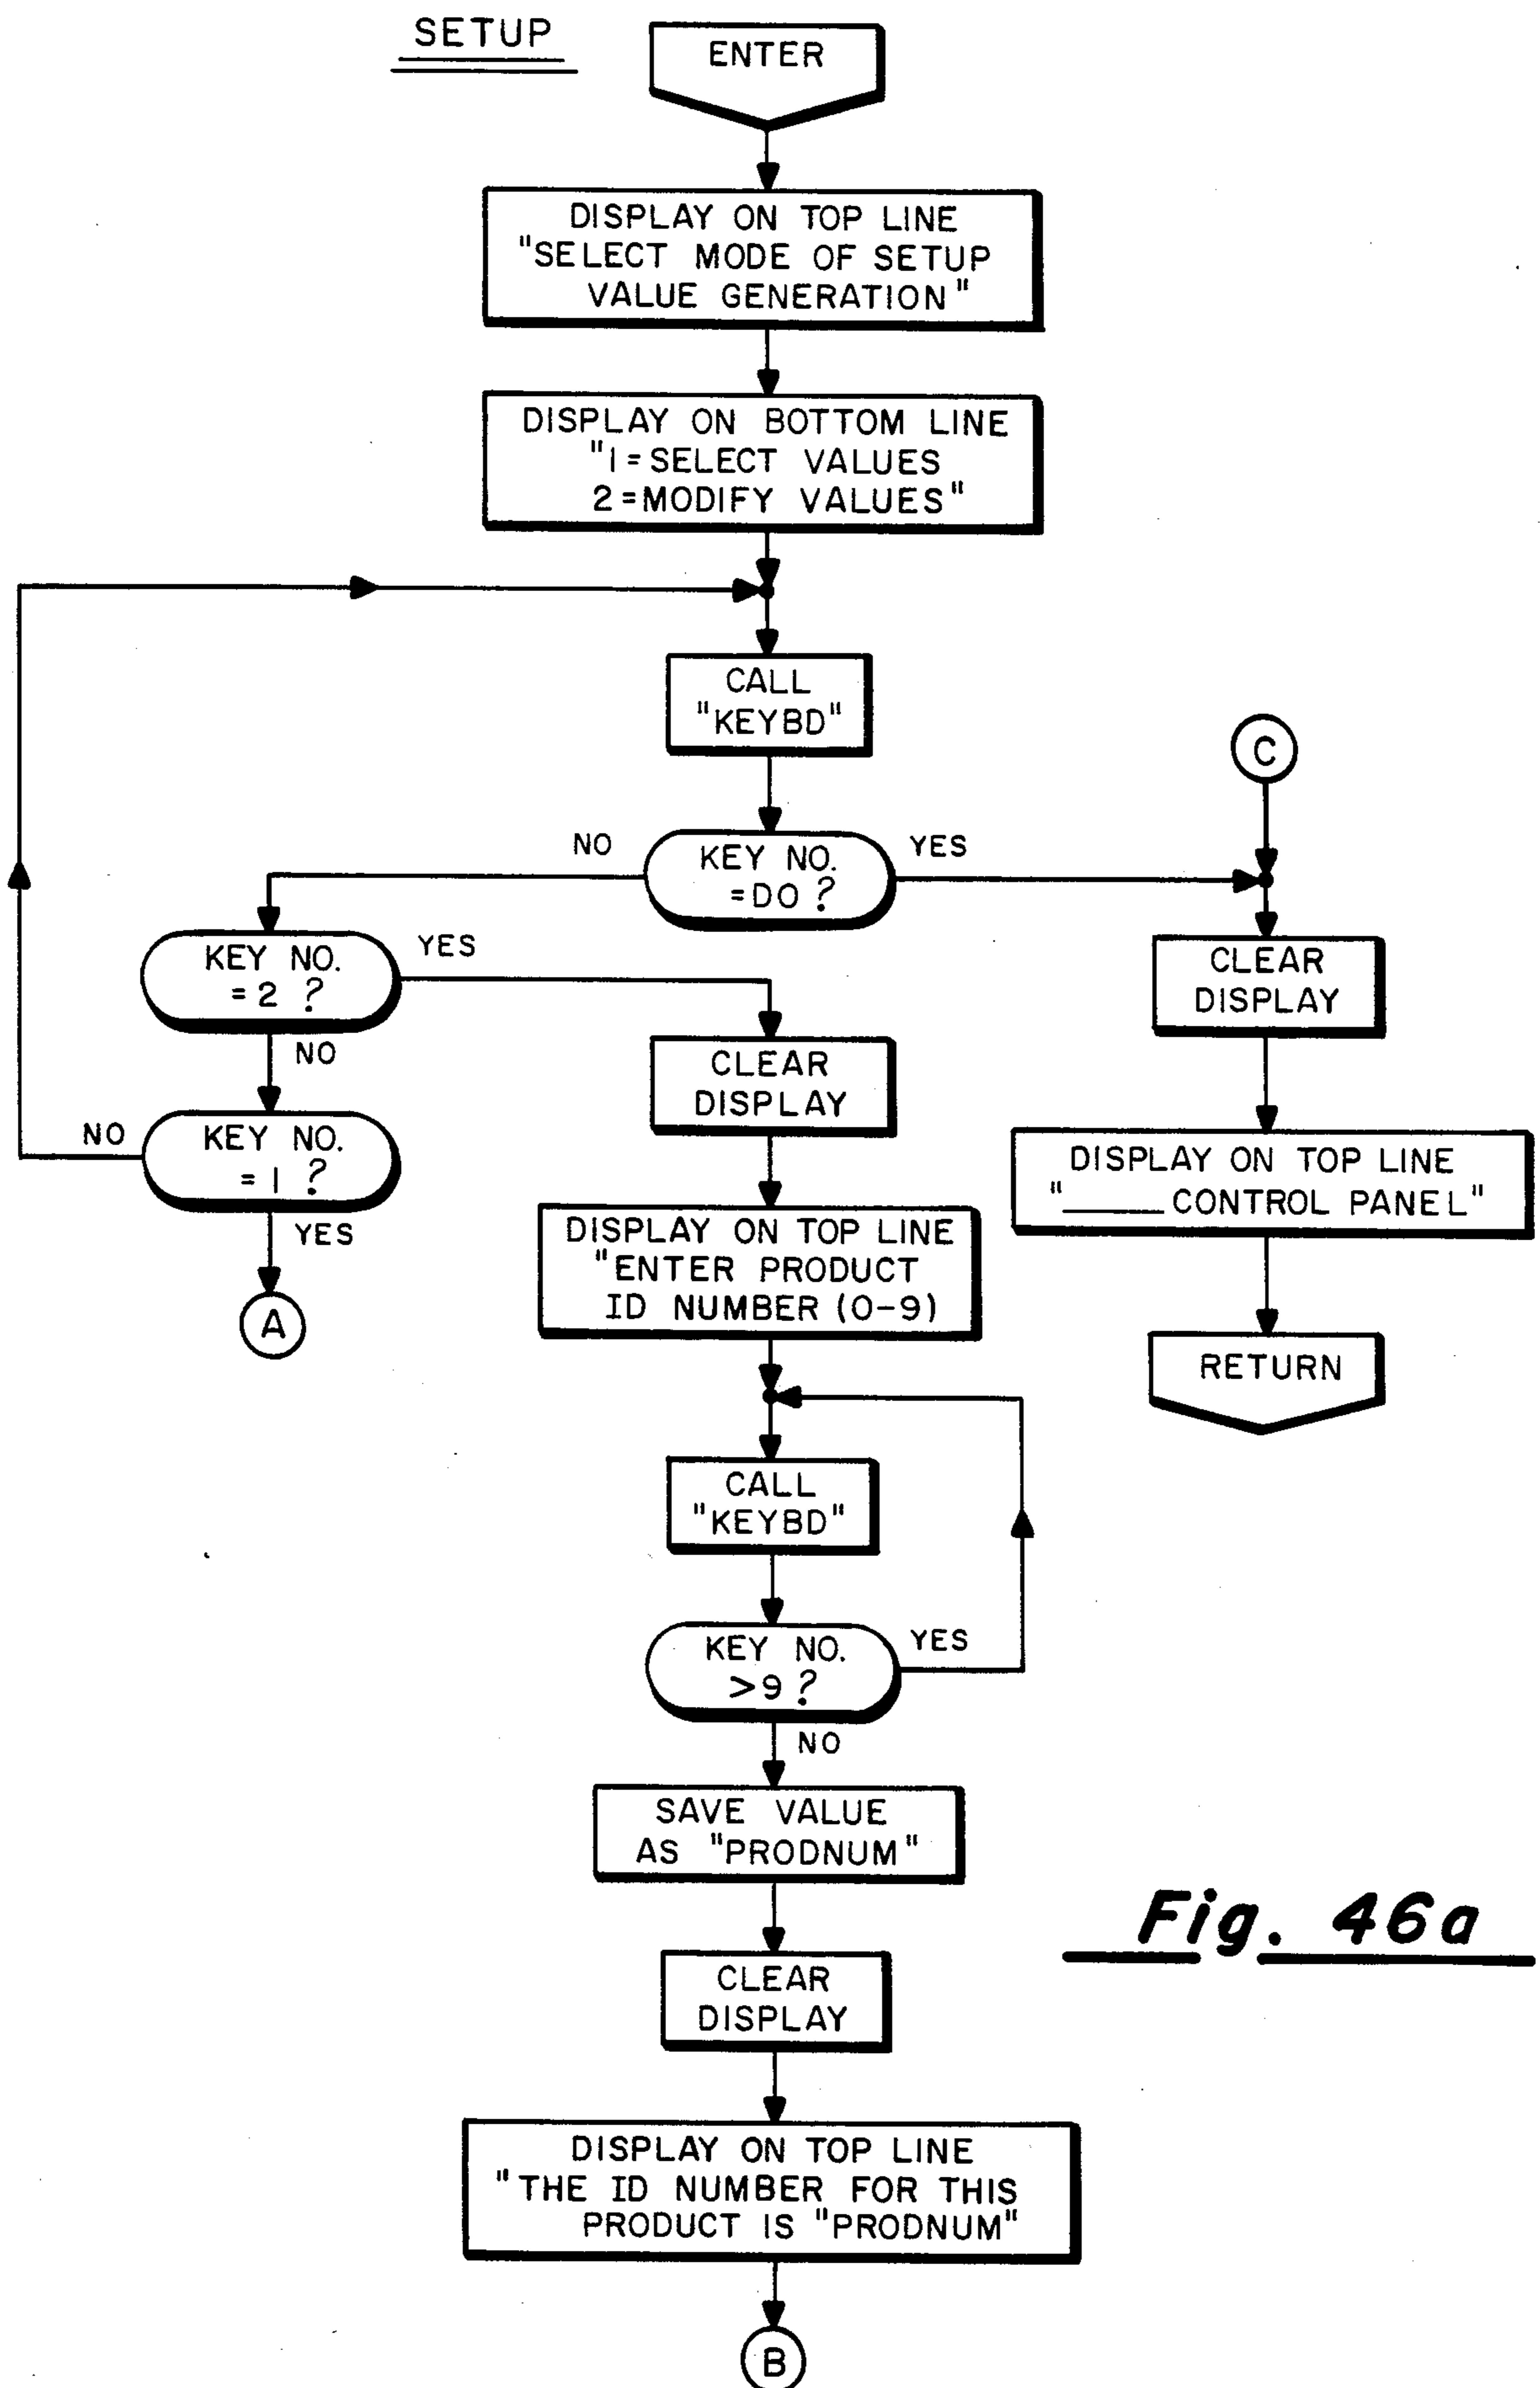 SETUP
ENTER
DISPLAY ON TOP LINE
"SELECT MODE OF SETUP
VALUE GENERATION"
DISPLAY ON BOTTOM LINE
"1=SELECT VALUES
2=MODIFY VALUES"
CALL
"KEYBD"
C
NO
KEY NO.
=DO ?
YES
KEY NO.
=2 ?
YES
CLEAR
DISPLAY
NO
CLEAR
DISPLAY
NO
KEY NO.
=1 ?
YES
A
DISPLAY ON TOP LINE
"_____CONTROL PANEL"
DISPLAY ON TOP LINE
"ENTER PRODUCT
ID NUMBER (0-9)
RETURN
CALL
"KEYBD"
KEY NO.
>9 ?
YES
NO
SAVE VALUE
AS "PRODNUM"
Fig. 46a
CLEAR
DISPLAY
DISPLAY ON TOP LINE
"THE ID NUMBER FOR THIS
PRODUCT IS "PRODNUM"
B